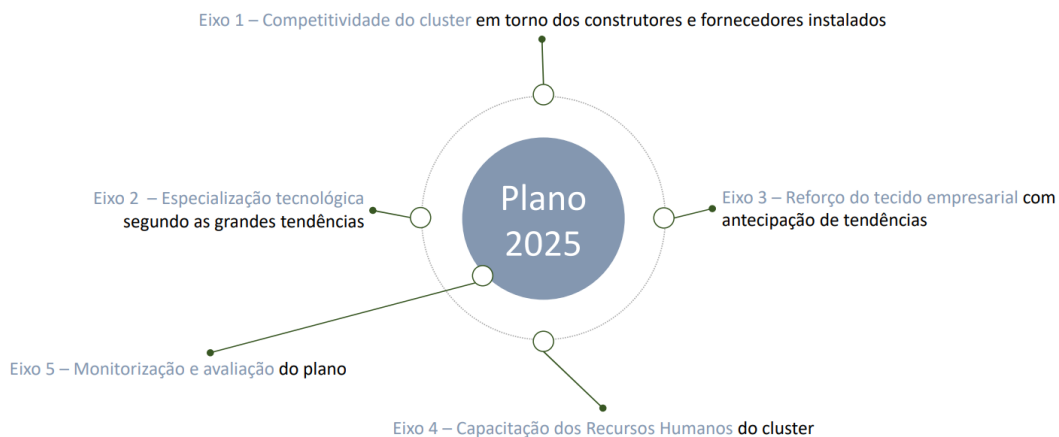 Eixo 1 – Competitividade do cluster em torno dos construtores e fornecedores instalados
Eixo 2 – Especialização tecnológica
segundo as grandes tendências
Plano
2025
Eixo 3 – Reforço do tecido empresarial com
antecipação de tendências
Eixo 5 – Monitorização e avaliação do plano
Eixo 4 – Capacitação dos Recursos Humanos do cluster